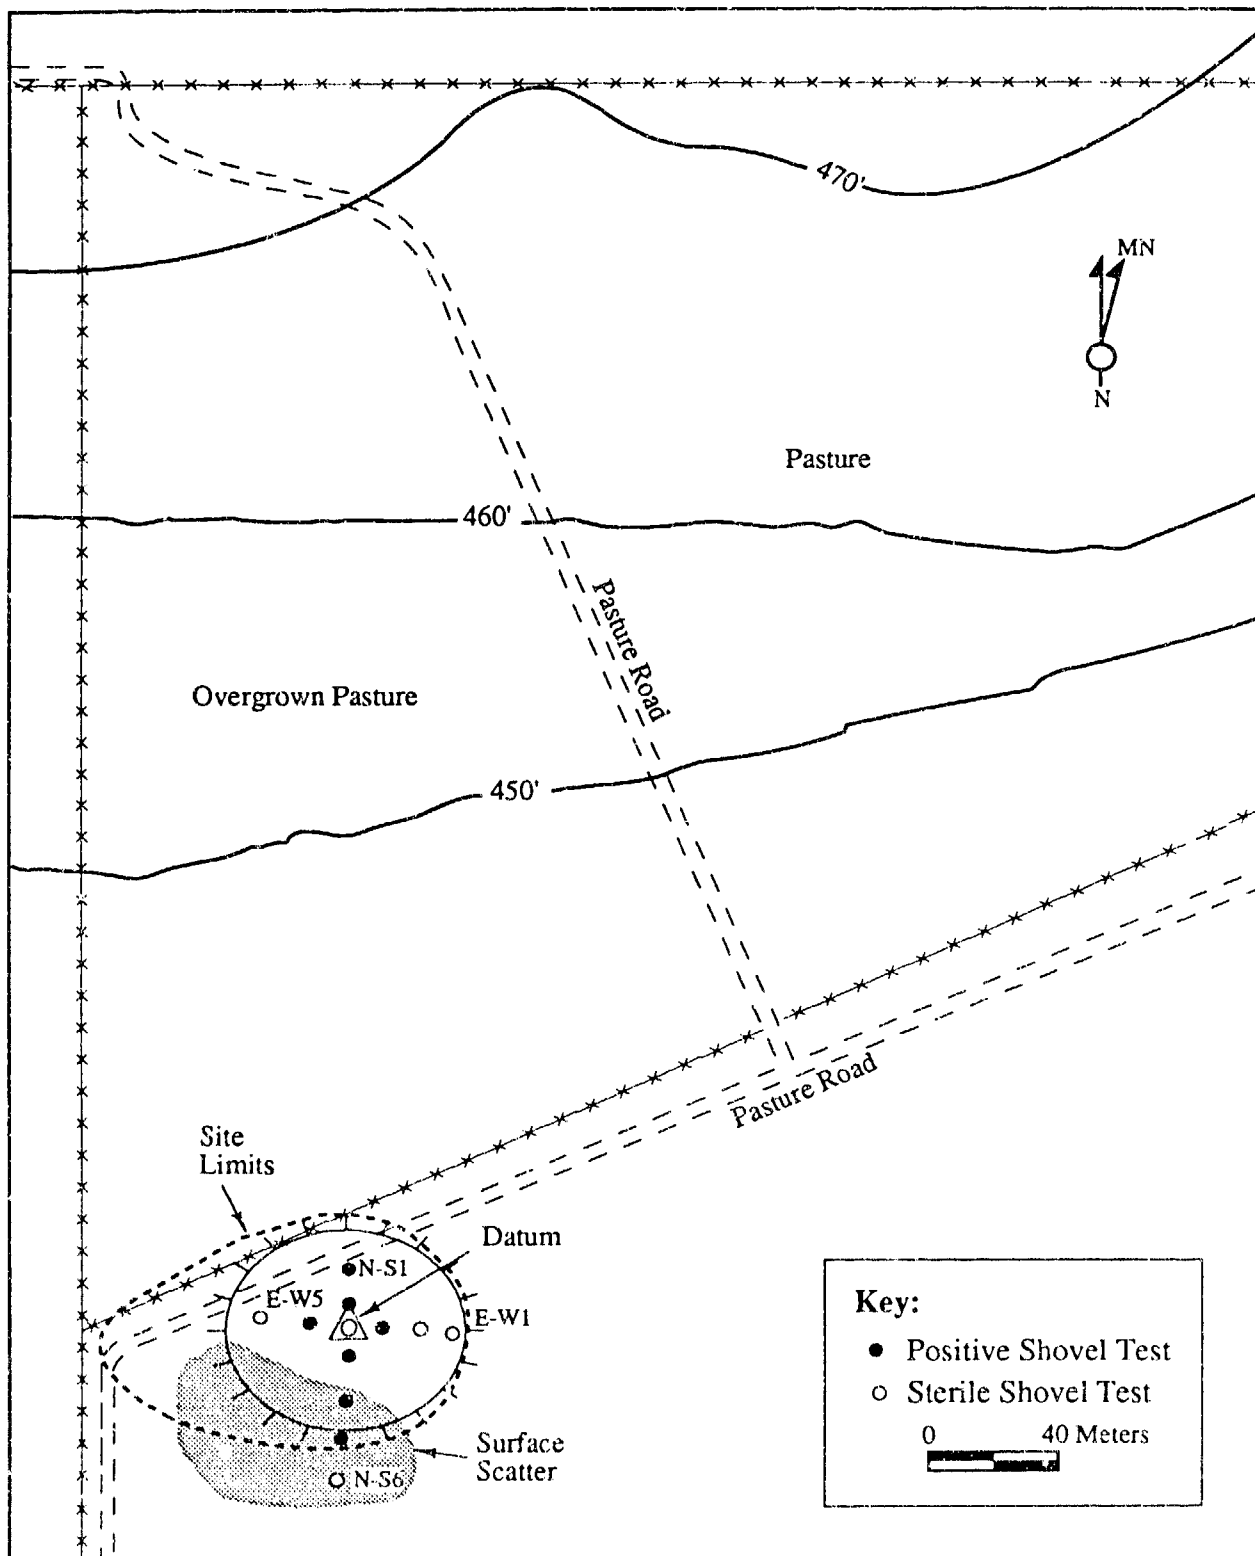 470'
MN
N
Pasture
460'
Pasture Road
Overgrown Pasture
450'
Pasture Road
Site
Limits
Datum
N-S1
E-W5
E-W1
Surface
Scatter
N-S6
Key:
Positive Shovel Test
Sterile Shovel Test
0 40 Meters